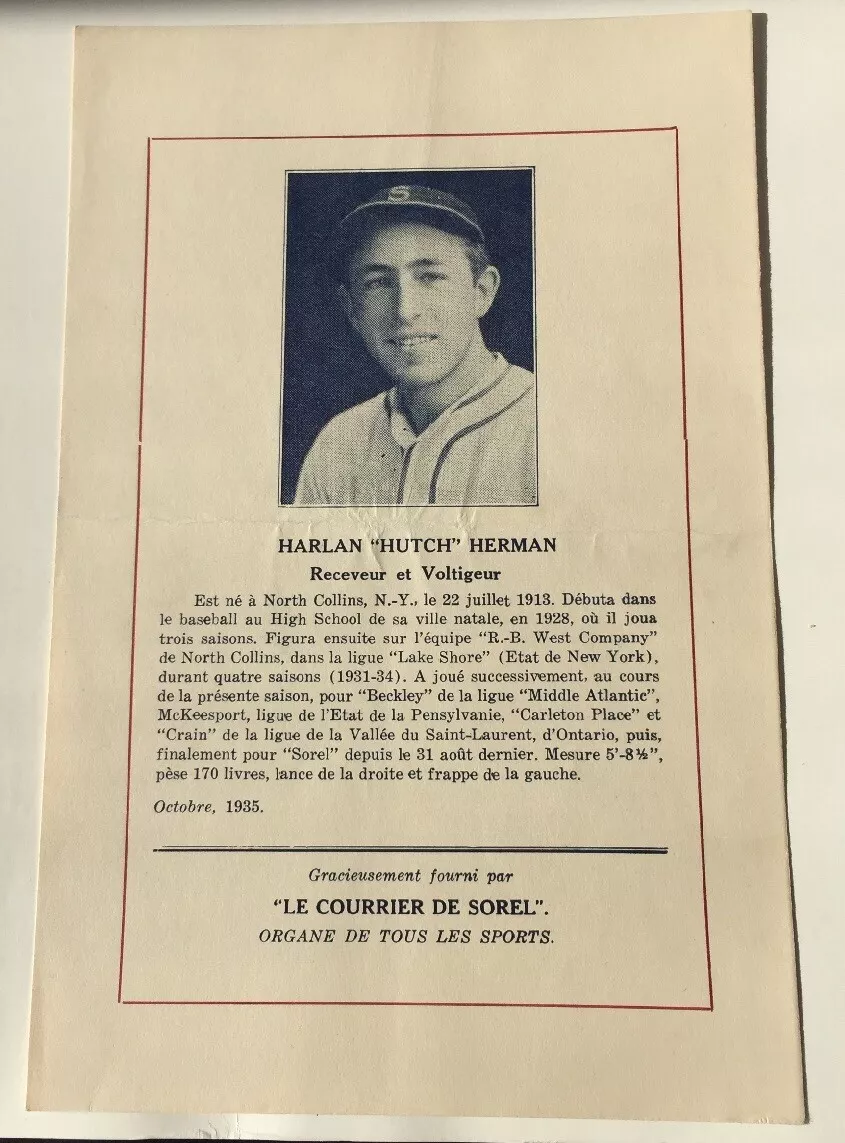 S
HARLAN “HUTCH” HERMAN
Receveur et Voltigeur
Est né à North Collins, N.-Y., le 22 juillet 1913. Débuta dans
le baseball au High School de sa ville natale, en 1928, où il joua
trois saisons. Figura ensuite sur l'équipe “R.-B. West Company”
de North Collins, dans la ligue “Lake Shore” (Etat de New York),
durant quatre saisons (1931-34). A joué successivement, au cours
de la présente saison, pour “Beckley” de la ligue “Middle Atlantic”,
McKeesport, ligue de l'Etat de la Pensylvanie, “Carleton Place” et
“Crain” de la ligue de la Vallée du Saint-Laurent, d'Ontario, puis,
finalement pour “Sorel” depuis le 31 août dernier. Mesure 5'-8½”,
pèse 170 livres, lance de la droite et frappe de la gauche.
Octobre, 1935.
Gracieusement fourni par
“LE COURRIER DE SOREL”.
ORGANE DE TOUS LES SPORTS.